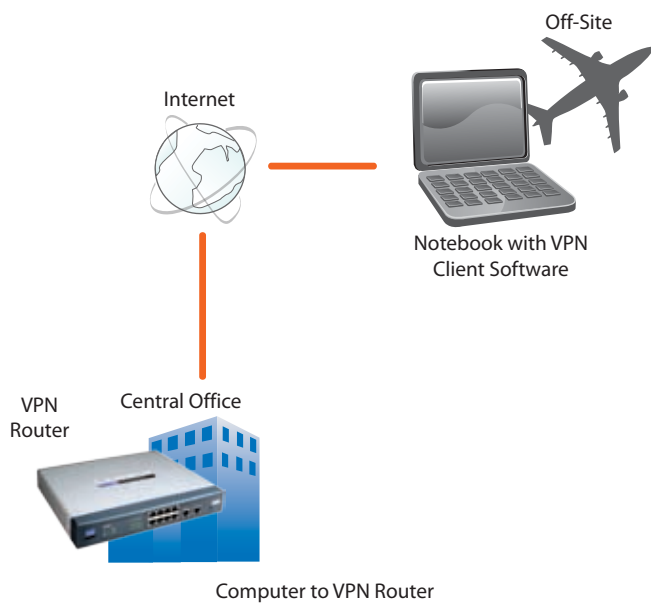 Off-Site
Internet
Notebook with VPN
Client Software
VPN
Router
Central Office
Computer to VPN Router